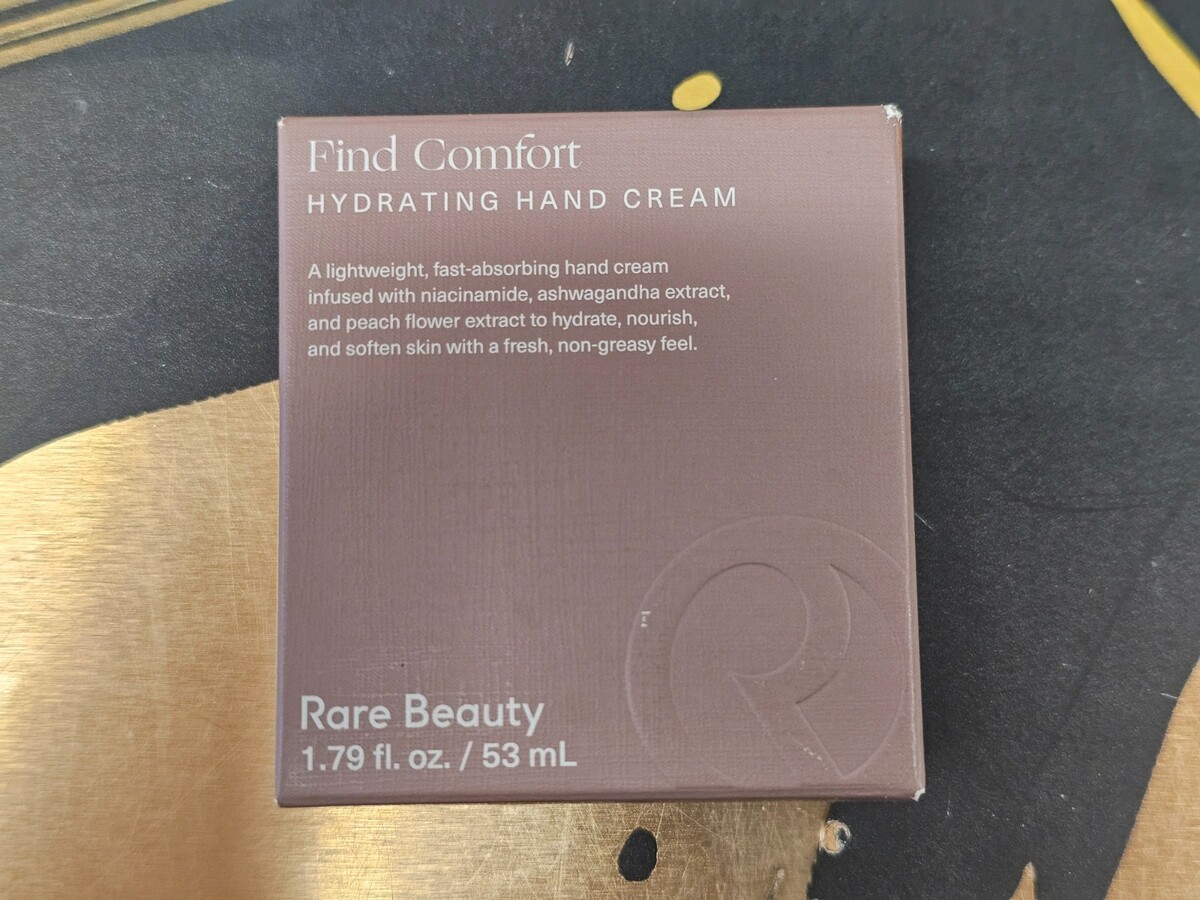 Find Comfort
HYDRATING HAND CREAM
A lightweight, fast-absorbing hand cream
infused with niacinamide, ashwagandha extract,
and peach flower extract to hydrate, nourish,
and soften skin with a fresh, non-greasy feel.
Rare Beauty
1.79 fl. oz. / 53 mL